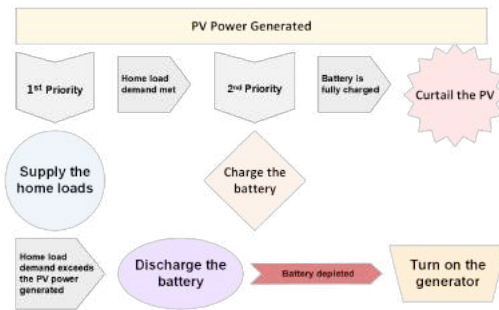 PV Power Generated
1st Priority
Home load
demand met
2nd Priority
Battery is
fully charged
Curtail the PV
Supply the
home loads
Charge the
battery
Home load
demand exceeds
the PV power
generated
Discharge the
battery
Battery depleted
Turn on the
generator